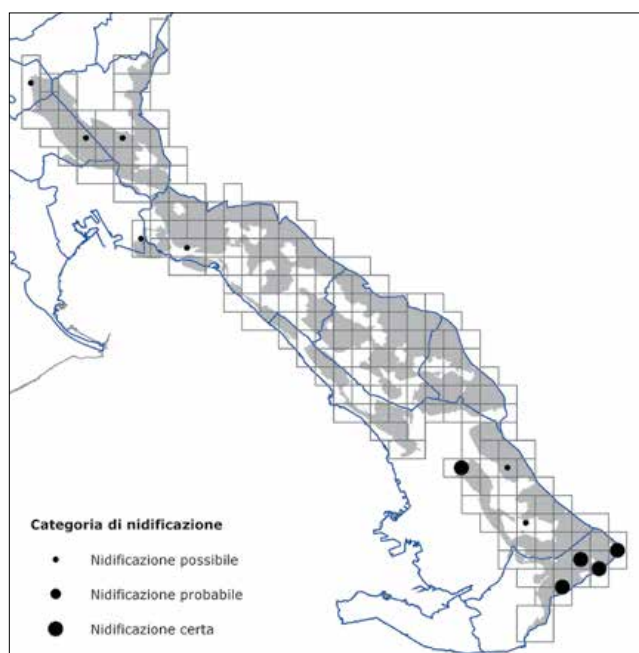 Categoria di nidificazione
Nidificazione possibile
Nidificazione probabile
Nidificazione certa